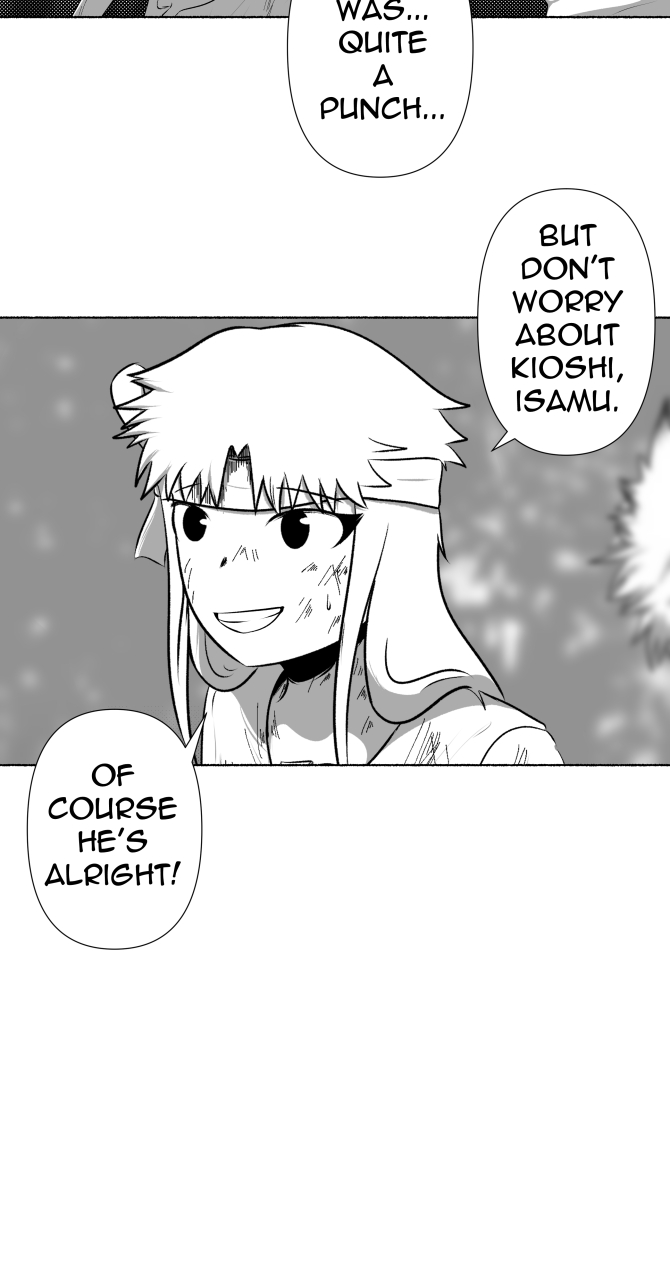 WAS...
QUITE
A
PUNCH...
BUT
DON'T
WORRY
ABOUT
KIOSHI,
ISAMU.
OF
COURSE
HE'S
ALRIGHT!